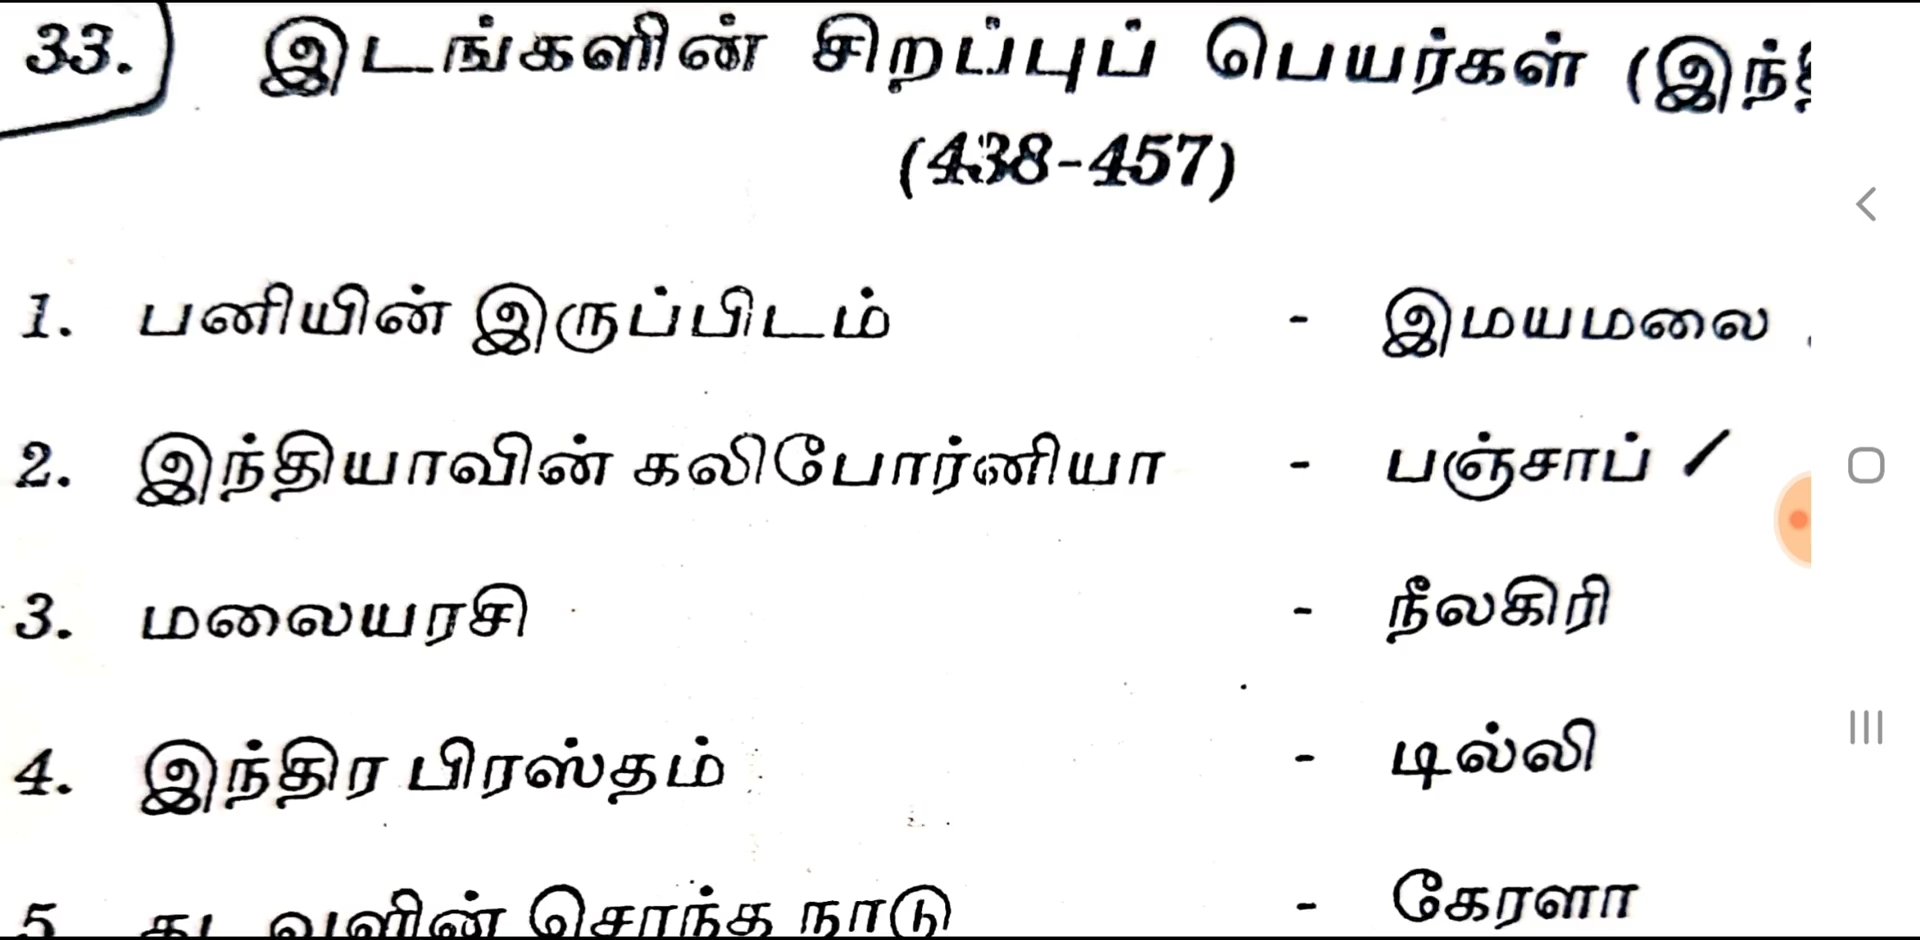 33. இடங்களின் சிறப்புப் பெயர்கள்
(438-457)
1. பனியின் இருப்பிடம் - இமயமலை
2. இந்தியாவின் கலிபோர்னியா - பஞ்சாப்
3. மலையரசி - நீலகிரி
4. இந்திர பிரஸ்தம் - டில்லி
5 கடவுளின் சொந்த நாடு - கேரளா